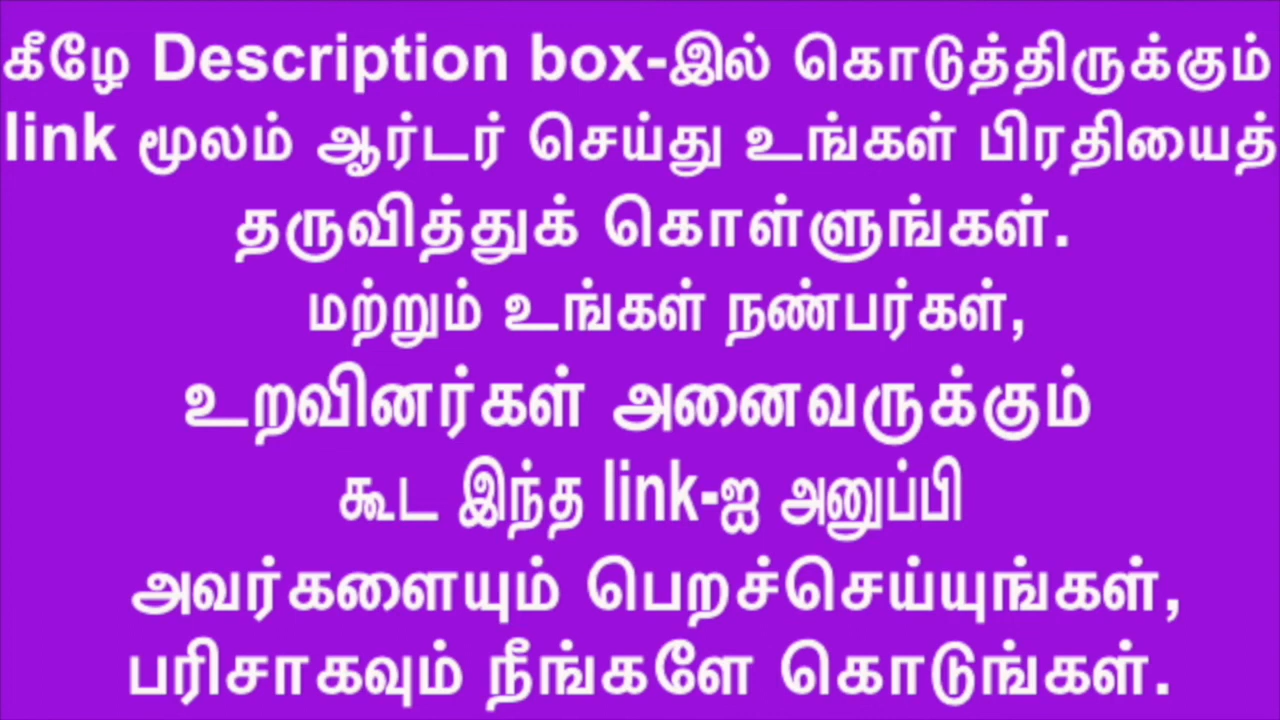 கீழே Description box-இல் கொடுத்திருக்கும்
link மூலம் ஆர்டர் செய்து உங்கள் பிரதியைத்
தருவித்துக் கொள்ளுங்கள்.
மற்றும் உங்கள் நண்பர்கள்,
உறவினர்கள் அனைவருக்கும்
கூட இந்த link-ஐ அனுப்பி
அவர்களையும் பெறச்செய்யுங்கள்,
பரிசாகவும் நீங்களே கொடுங்கள்.